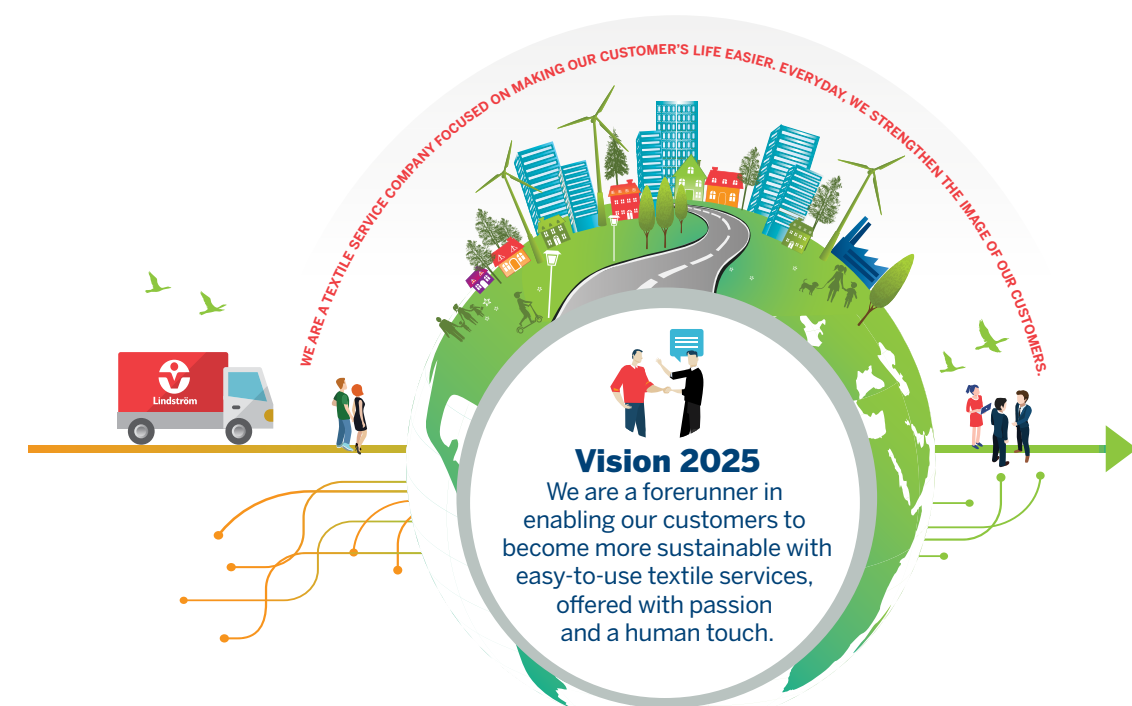 WE ARE A TEXTILE SERVICE COMPANY FOCUSED ON MAKING OUR CUSTOMER'S LIFE EASIER. EVERYDAY, WE STRENGTHEN THE IMAGE OF OUR CUSTOMERS.
Lindström
Vision 2025
We are a forerunner in
enabling our customers to
become more sustainable with
easy-to-use textile services,
offered with passion
and a human touch.